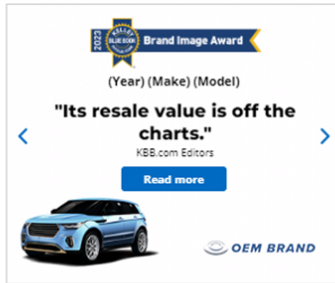 2023
KELLEY
BLUE BOOK
Brand Image Award
(Year) (Make) (Model)
"Its resale value is off the
charts."
KBB.com Editors
Read more
OEM BRAND